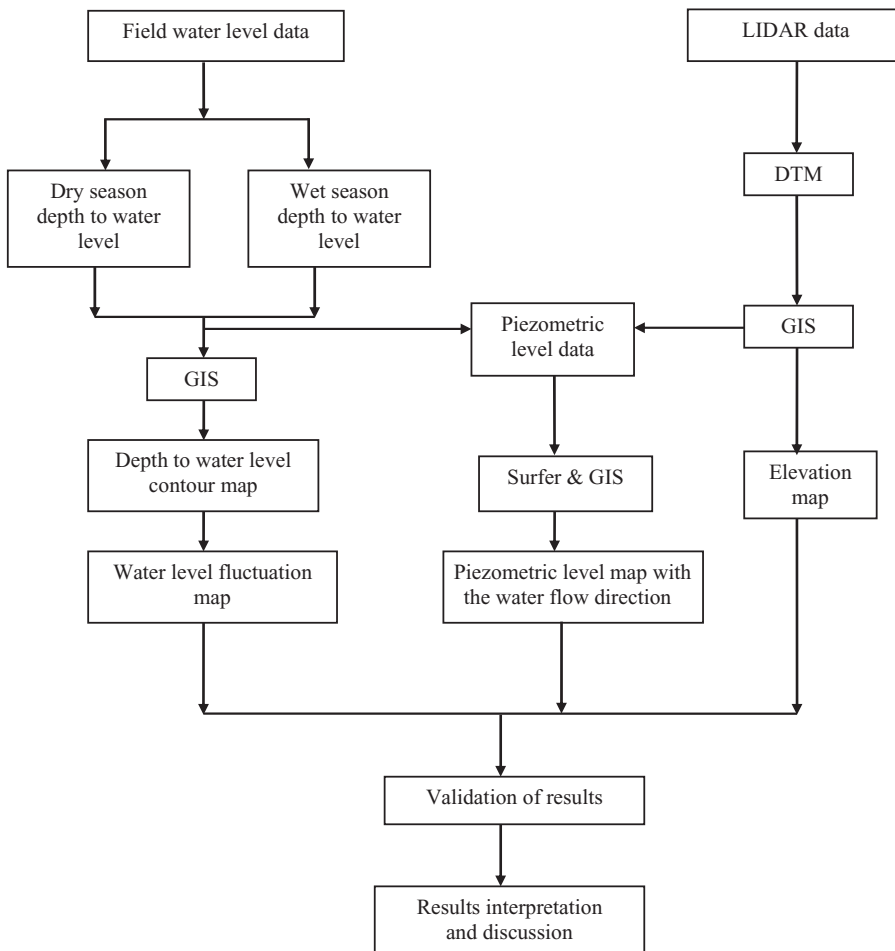 Field water level data
LIDAR data
DTM
Dry season
depth to water
level
Wet season
depth to water
level
Piezometric
level data
GIS
GIS
Depth to water level
contour map
Surfer & GIS
Elevation
map
Water level fluctuation
map
Piezometric level map with
the water flow direction
Validation of results
Results interpretation
and discussion